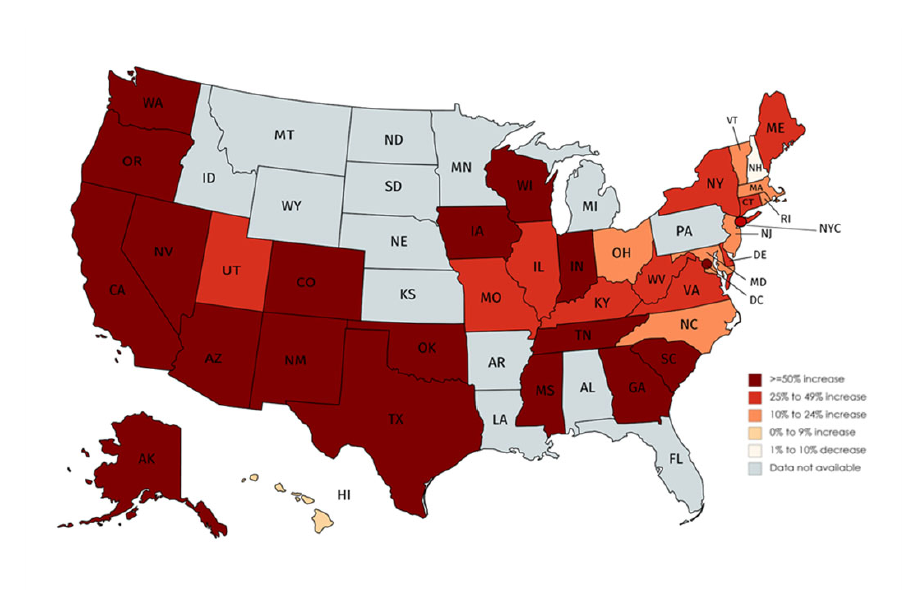 WA
MT
ND
MN
OR
ID
SD
WI
WY
MI
NV
NE
IA
UT
CO
KS
CA
MO
IL
IN
OH
PA
NY
VT
NH
ME
MA
CT
RI
NYC
NJ
DE
MD
DC
WV
VA
KY
NC
TN
SC
AZ
NM
OK
AR
MS
AL
GA
TX
LA
FL
AK
HI
>=50% increase
25% to 49% increase
10% to 24% increase
0% to 9% increase
1% to 10% decrease
Data not available